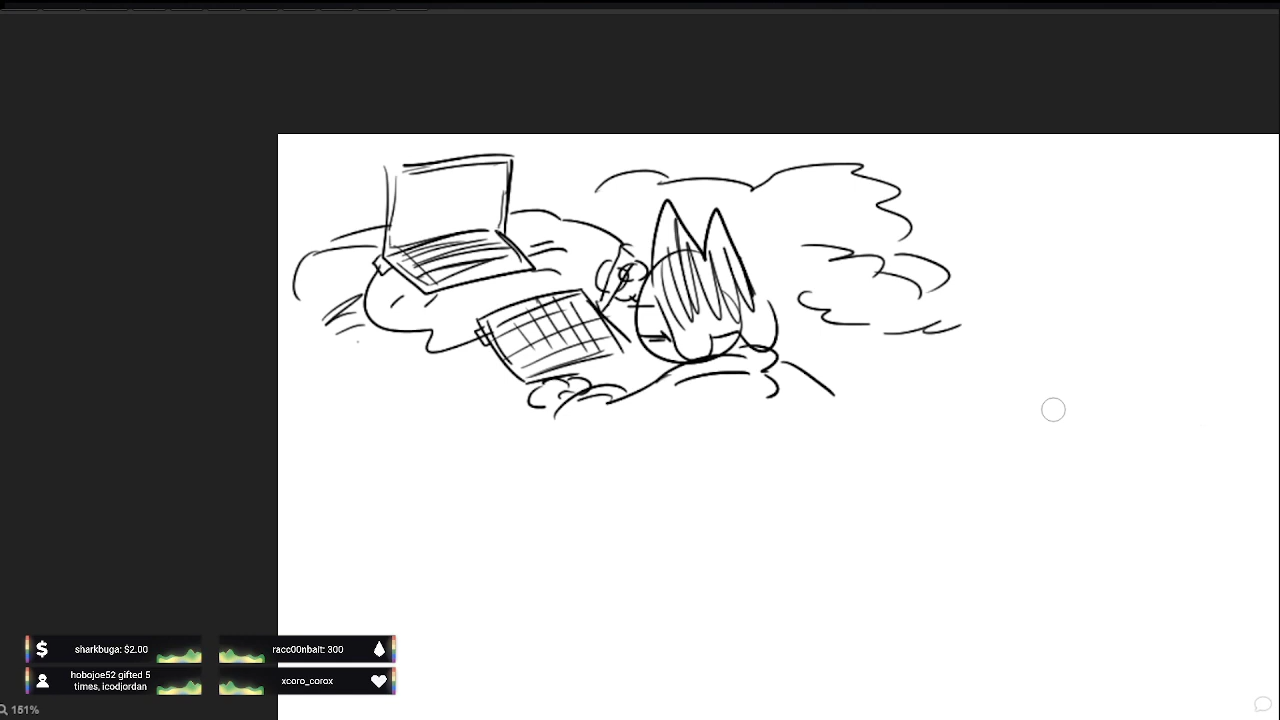 $ sharkbuga: $2.00
racc00nbait: 300
hobojoe52 gifted 5
times, icodjordan
xcoro_corox
151%